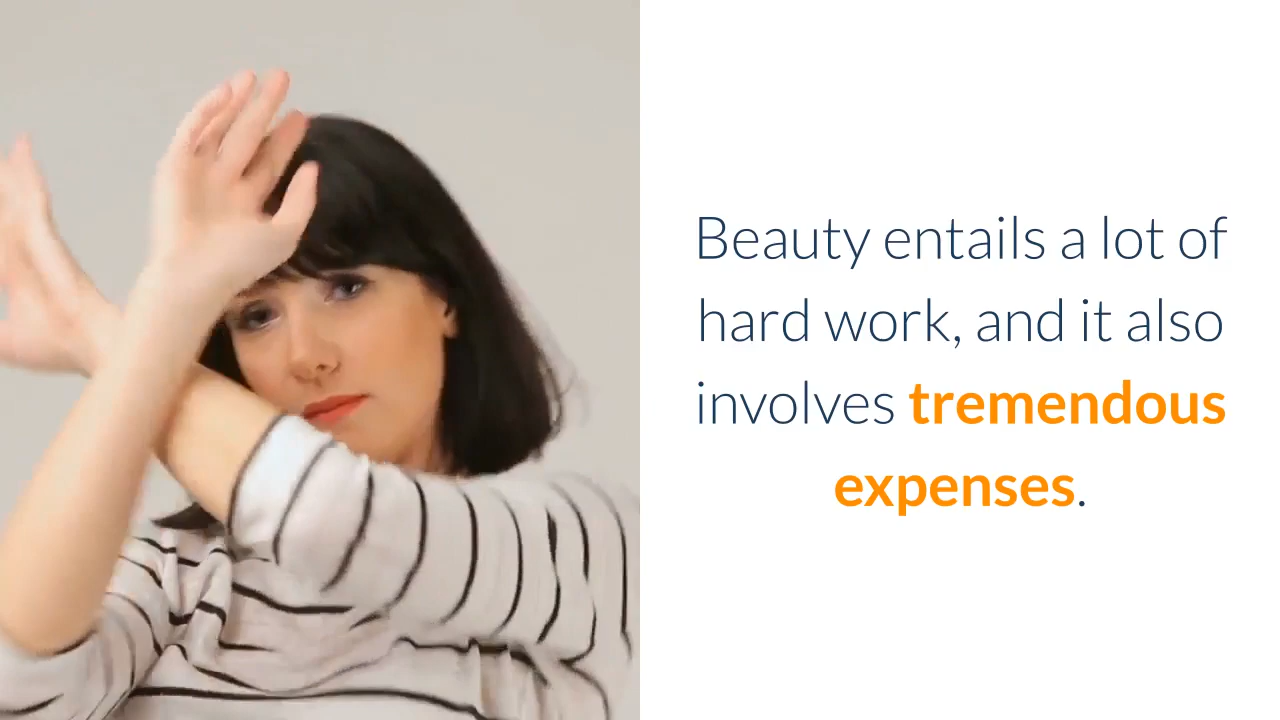 Beauty entails a lot of
hard work, and it also
involves tremendous
expenses.